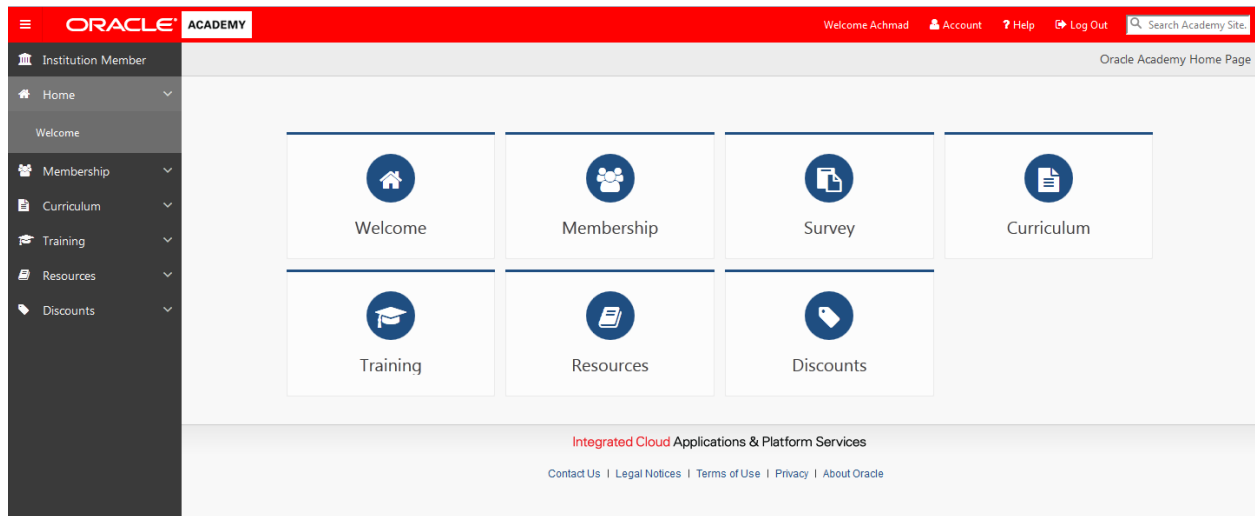 ORACLE ACADEMY Welcome Achmad Account ? Help Log Out Search Academy Site.
Institution Member
Oracle Academy Home Page
Home
Welcome
Membership
Curriculum
Training
Resources
Discounts
Welcome
Membership
Survey
Curriculum
Training
Resources
Discounts
Integrated Cloud Applications & Platform Services
Contact Us | Legal Notices | Terms of Use | Privacy | About Oracle